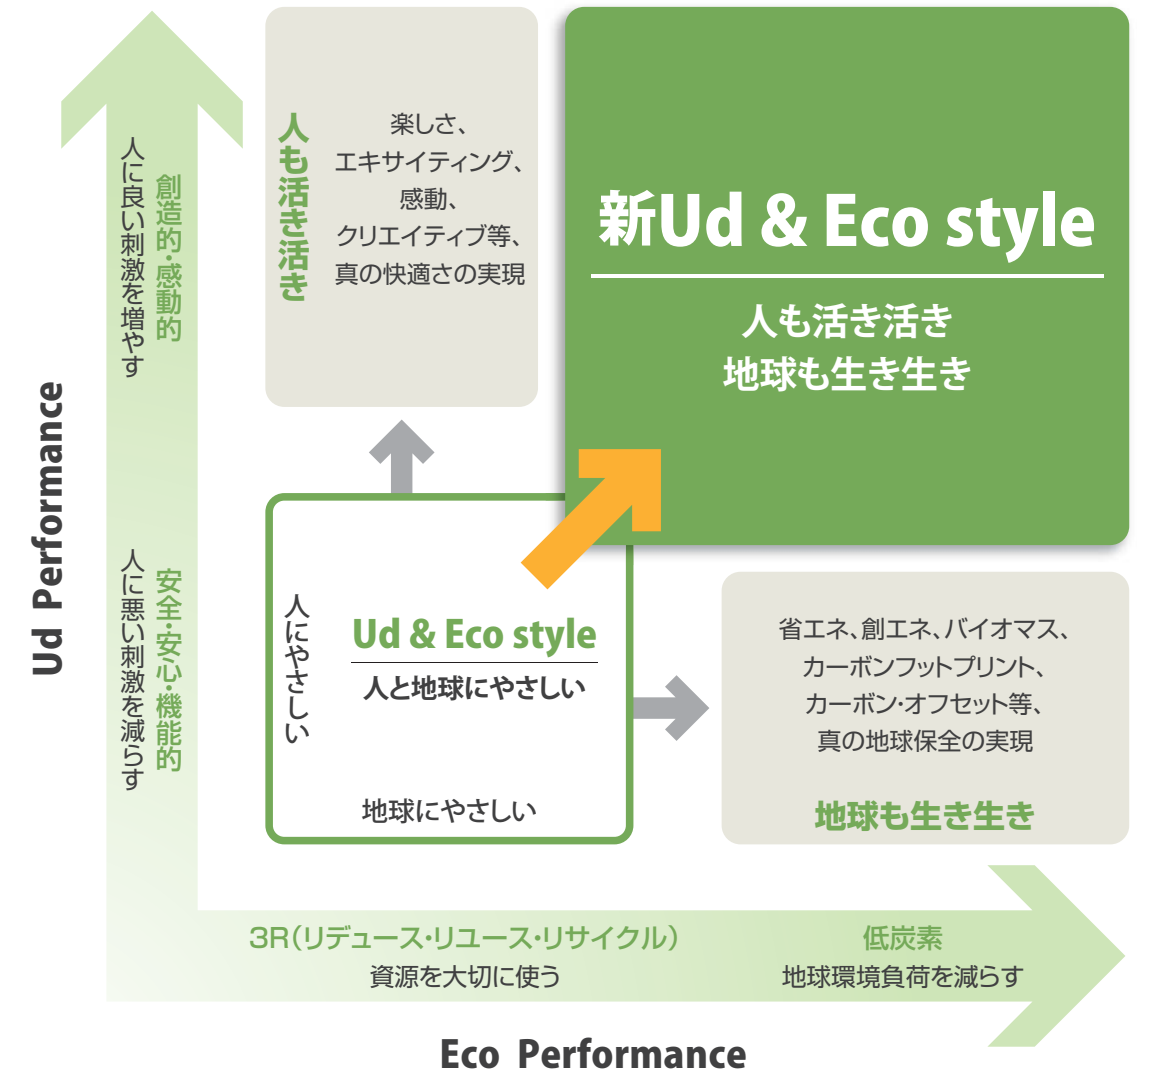 Ud Performance
人に良い刺激を増やす
創造的・感動的
人に悪い刺激を減らす
安全・安心・機能的
人も活き活き
楽しさ、
エキサイティング、
感動、
クリエイティブ等、
真の快適さの実現
新Ud & Eco style
人も活き活き
地球も生き生き
人にやさしい
Ud & Eco style
人と地球にやさしい
地球にやさしい
省エネ、創エネ、バイオマス、
カーボンフットプリント、
カーボン・オフセット等、
真の地球保全の実現
地球も生き生き
3R（リデュース・リユース・リサイクル）
資源を大切に使う
低炭素
地球環境負荷を減らす
Eco Performance